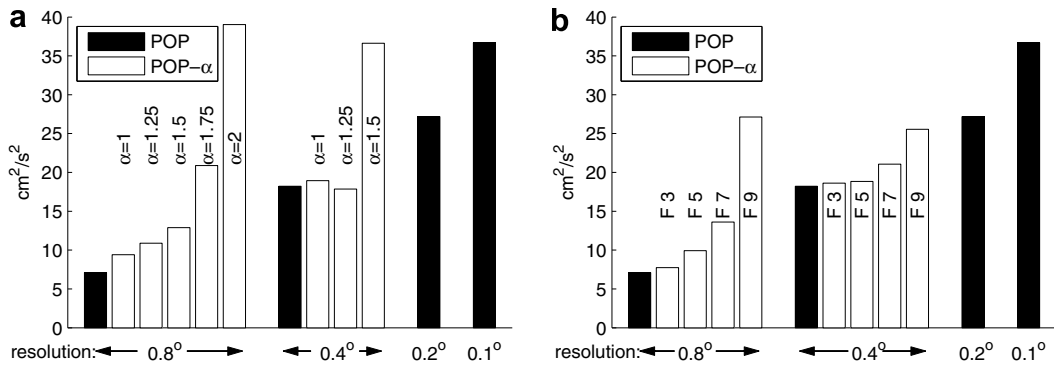 a
40
35
30
25
20
15
10
5
0
cm²/s²
POP
POP−α
α=1
α=1.25
α=1.5
α=1.75
α=2
α=1
α=1.25
α=1.5
resolution: 0.8° 0.4° 0.2° 0.1°
b
40
35
30
25
20
15
10
5
0
cm²/s²
POP
POP−α
F 3
F 5
F 7
F 9
F 3
F 5
F 7
F 9
resolution: 0.8° 0.4° 0.2° 0.1°